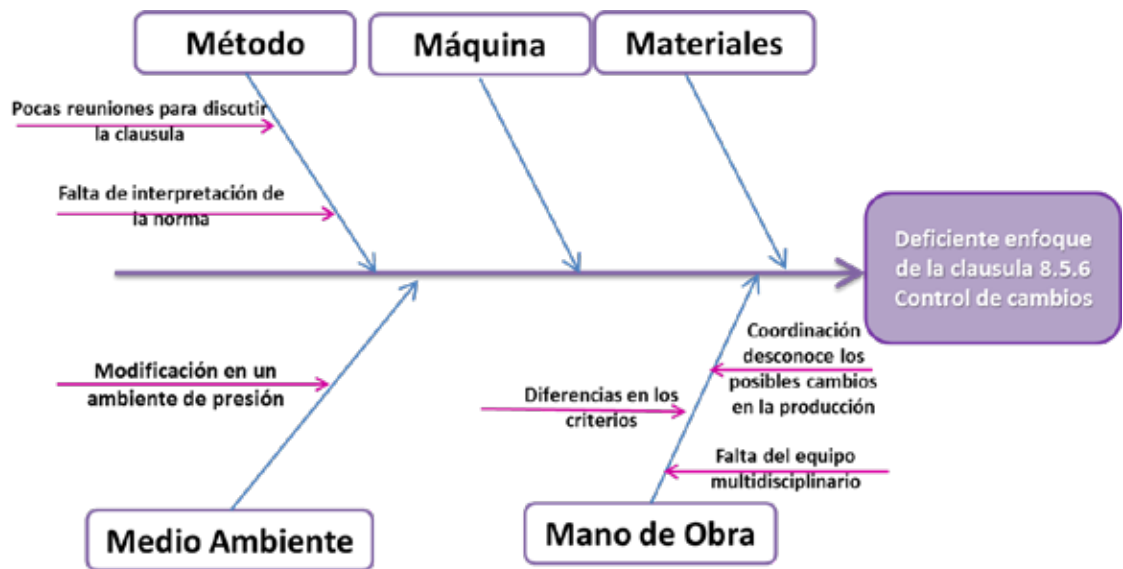 Método
Máquina
Materiales
Pocas reuniones para discutir
la clausula
Falta de interpretación de
la norma
Deficiente enfoque
de la clausula 8.5.6
Control de cambios
Modificación en un
ambiente de presión
Coordinación
desconoce los
posibles cambios
en la producción
Diferencias en los
criterios
Falta del equipo
multidisciplinario
Medio Ambiente
Mano de Obra